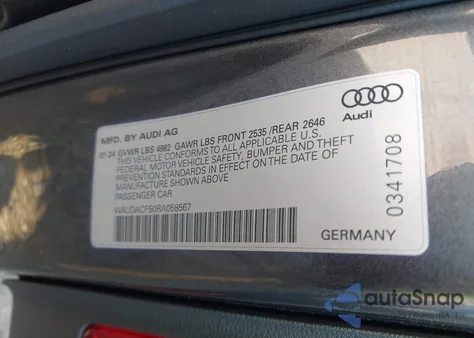 MFD. BY AUDI AG
01.24 GVWR LBS 4982 GAWR LBS FRONT 2535 /REAR 2646
THIS VEHICLE CONFORMS TO ALL APPLICABLE U.S.
FEDERAL MOTOR VEHICLE SAFETY, BUMPER AND THEFT
PREVENTION STANDARDS IN EFFECT ON THE DATE OF
MANUFACTURE SHOWN ABOVE
PASSENGER CAR
WAUDACF50RA058567
Audi
0341708
GERMANY
autoSnap